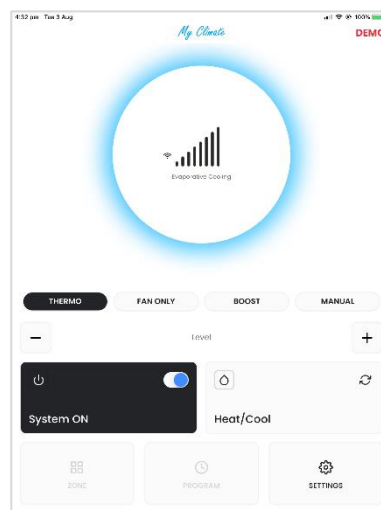 4:32 pm Tue 3 Aug 100%
My Climate
DEMO
Evaporative Cooling
THERMO FAN ONLY BOOST MANUAL
Level
System ON Heat/Cool
ZONE PROGRAM SETTINGS